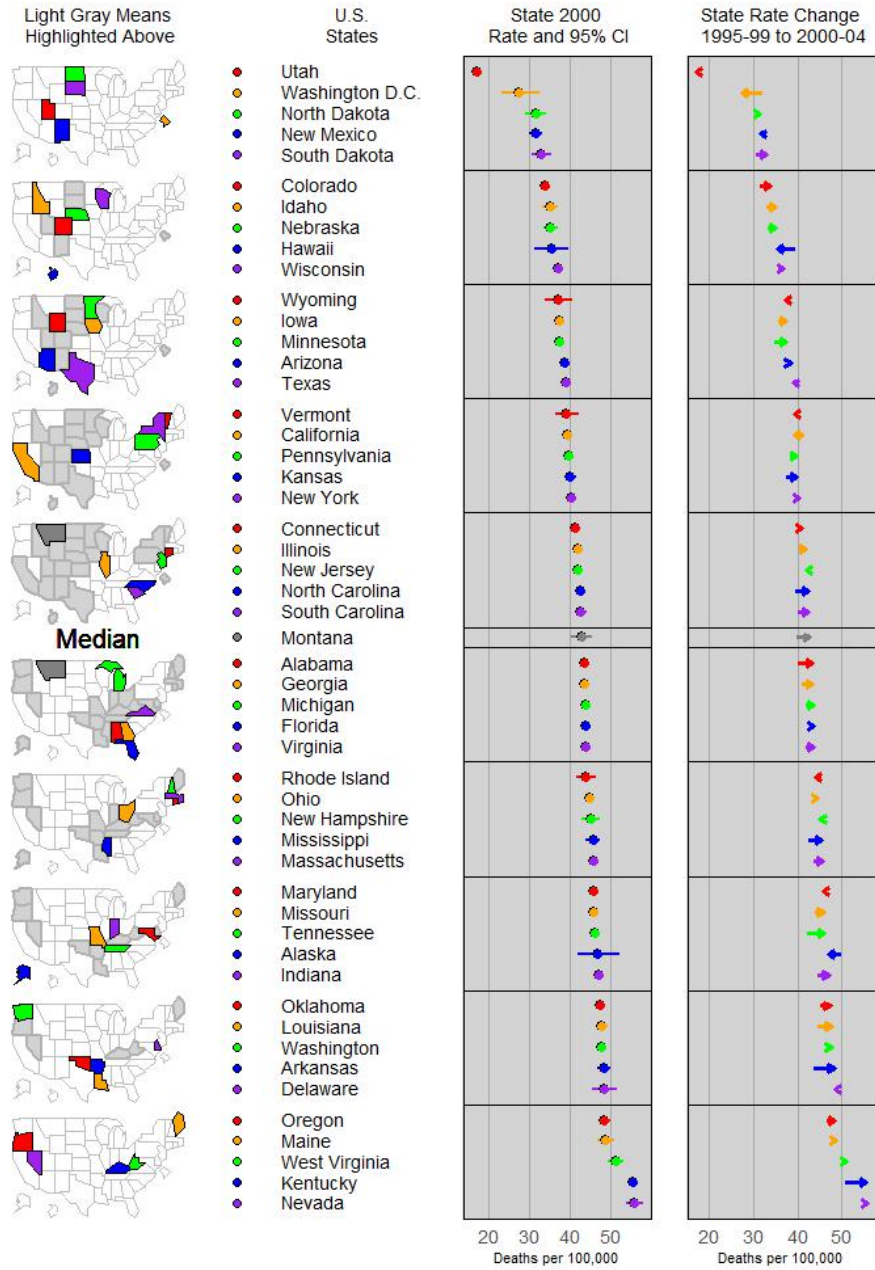 Light Gray Means
Highlighted Above
U.S.
States
State 2000
Rate and 95% CI
State Rate Change
1995-99 to 2000-04
Utah
Washington D.C.
North Dakota
New Mexico
South Dakota
Colorado
Idaho
Nebraska
Hawaii
Wisconsin
Wyoming
Iowa
Minnesota
Arizona
Texas
Vermont
California
Pennsylvania
Kansas
New York
Connecticut
Illinois
New Jersey
North Carolina
South Carolina
Median
Montana
Alabama
Georgia
Michigan
Florida
Virginia
Rhode Island
Ohio
New Hampshire
Mississippi
Massachusetts
Maryland
Missouri
Tennessee
Alaska
Indiana
Oklahoma
Louisiana
Washington
Arkansas
Delaware
Oregon
Maine
West Virginia
Kentucky
Nevada
20 30 40 50
Deaths per 100,000
20 30 40 50
Deaths per 100,000